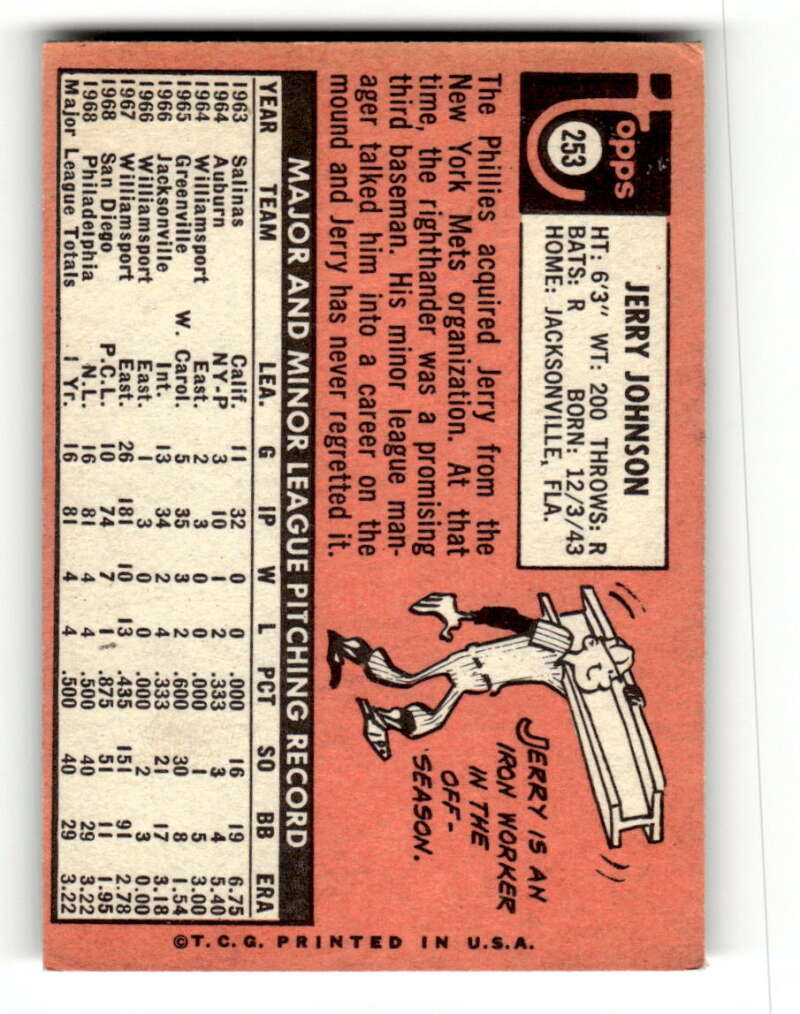 Topps
253
JERRY JOHNSON
HT: 6'3" WT: 200 THROWS: R
BATS: R BORN: 12/3/43
HOME: JACKSONVILLE, FLA.
The Phillies acquired Jerry from the
New York Mets organization. At that
time, the righthander was a promising
third baseman. His minor league man-
ager talked him into a career on the
mound and Jerry has never regretted it.
JERRY IS AN
IRON WORKER
IN THE
OFF-
SEASON.
MAJOR AND MINOR LEAGUE PITCHING RECORD
YEAR TEAM LEA. G IP W L PCT SO BB ERA
1963 Salinas Calif. 11 32 0 0 .000 16 19 6.75
1964 Auburn NY-P 3 10 1 2 .333 3 4 5.40
1964 Williamsport East. 2 3 0 0 .000 1 5 3.00
1965 Greenville W. Carol. 5 35 3 2 .600 30 8 1.54
1966 Jacksonville Int. 13 34 2 4 .333 21 17 3.18
1966 Williamsport East. 1 3 0 0 .000 2 3 0.00
1967 Williamsport East. 26 181 10 13 .435 151 91 2.78
1968 San Diego P.C.L. 10 74 7 1 .875 51 11 1.95
1968 Philadelphia N.L. 16 81 4 4 .500 40 29 3.22
Major League Totals 1 Yr. 16 81 4 4 .500 40 29 3.22
©T.C.G. PRINTED IN U.S.A.